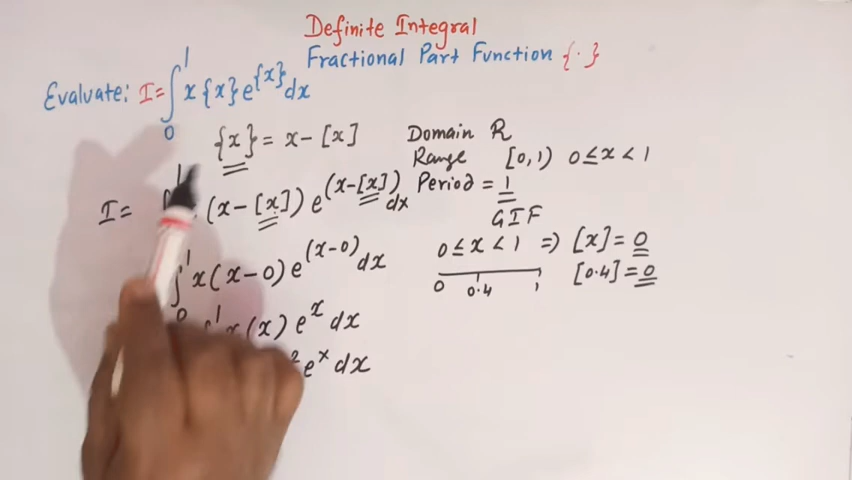 Definite Integral
Fractional Part Function {·}
Evaluate: I = ∫₀¹ x {x} e^{x} dx
{x} = x - [x]
Domain R
Range [0, 1) 0 ≤ x < 1
Period = 1
I = (x - [x]) e^(x - [x]) dx
GIF
0 ≤ x < 1 ⇒ [x] = 0
∫₀¹ x (x - 0) e^(x - 0) dx
0 0.4 1
[0.4] = 0
∫¹ x (x) e^x dx
e^x dx